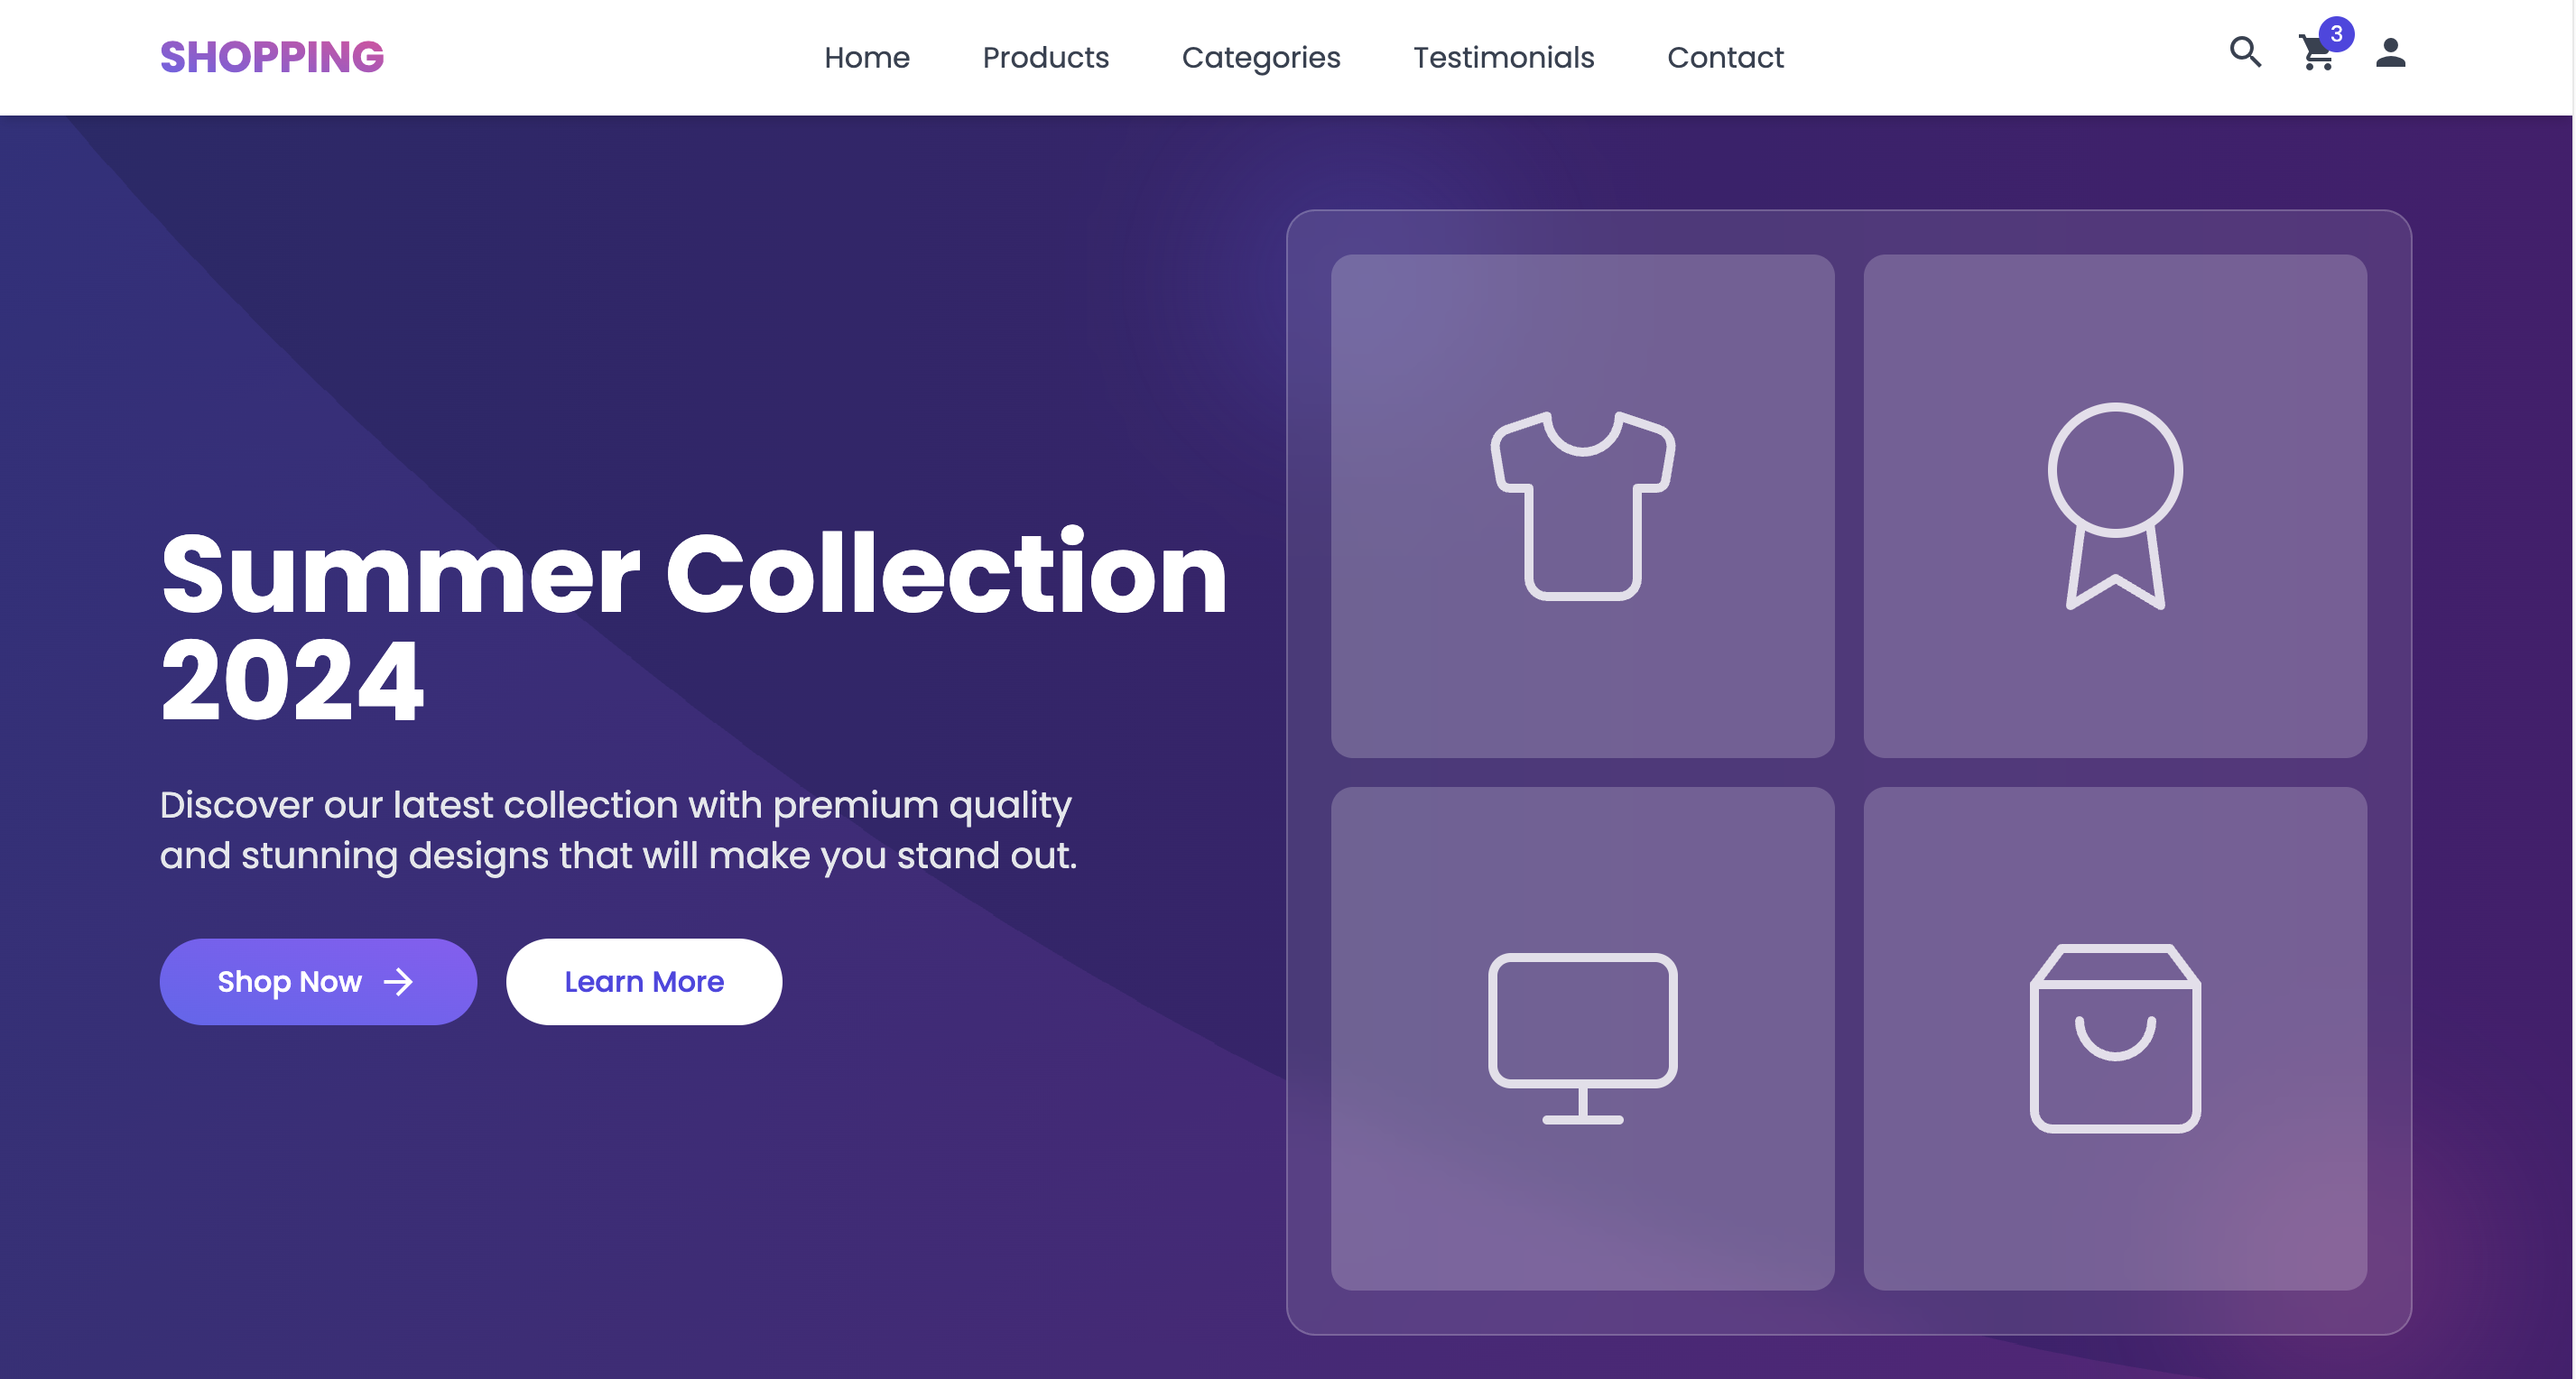 SHOPPING
Home
Products
Categories
Testimonials
Contact
3
Summer Collection
2024
Discover our latest collection with premium quality
and stunning designs that will make you stand out.
Shop Now
Learn More